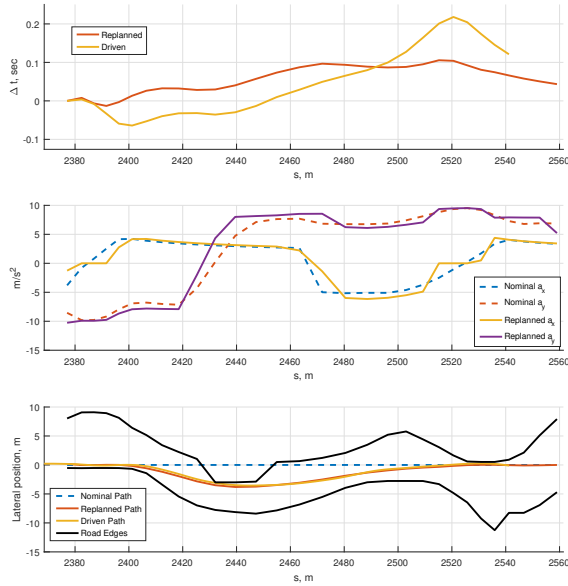 0.2
0.1
0
-0.1
Δ t, sec
Replanned
Driven
2380 2400 2420 2440 2460 2480 2500 2520 2540 2560
s, m
10
5
0
-5
-10
-15
m/s²
Nominal aₓ
Nominal a_y
Replanned aₓ
Replanned a_y
2380 2400 2420 2440 2460 2480 2500 2520 2540 2560
s, m
10
5
0
-5
-10
-15
Lateral position, m
Nominal Path
Replanned Path
Driven Path
Road Edges
2380 2400 2420 2440 2460 2480 2500 2520 2540 2560
s, m